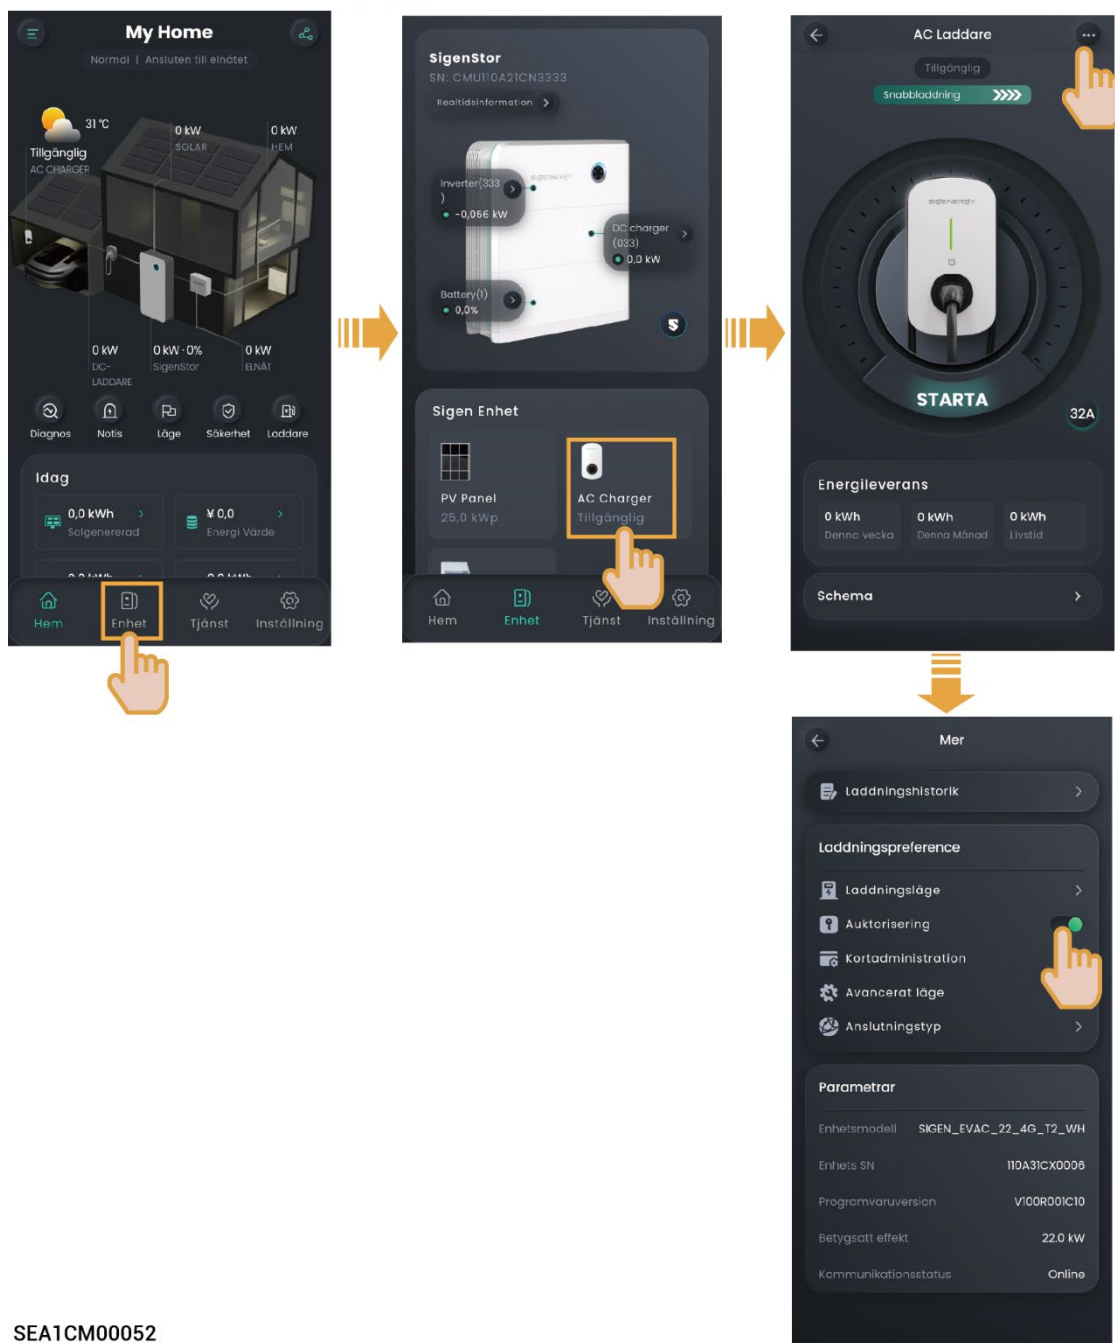 My Home
Normal | Ansluten till elnätet
31 °C
Tillgänglig
AC CHARGER
0 kW
SOLAR
0 kW
HEM
0 kW
DC-
LADDARE
0 kW · 0%
SigenStor
0 kW
ELNÄT
Diagnos
Notis
Läge
Säkerhet
Laddare
Idag
0,0 kWh
Solgenererad
¥ 0,0
Energi Värde
Hem
Enhet
Tjänst
Inställning
SigenStor
SN: CMU110A21CN3333
Realtidsinformation
SIGENERGY
Inverter(333
)
-0,056 kW
DC charger
(033)
0,0 kW
Battery(1)
0,0%
Sigen Enhet
PV Panel
25,0 kWp
AC Charger
Tillgänglig
Hem
Enhet
Tjänst
Inställning
AC Laddare
Tillgänglig
Snabbladdning
SIGENERGY
STARTA
32A
Energileverans
0 kWh
Denna vecka
0 kWh
Denna Månad
0 kWh
Livstid
Schema
Mer
Laddningshistorik
Laddningspreference
Laddningsläge
Auktorisering
Kortadministration
Avancerat läge
Anslutningstyp
Parametrar
Enhetsmodell SIGEN_EVAC_22_4G_T2_WH
Enhets SN 110A31CX0006
Programvaruversion V100R001C10
Betygsatt effekt 22.0 kW
Kommunikationsstatus Online
SEA1CM00052